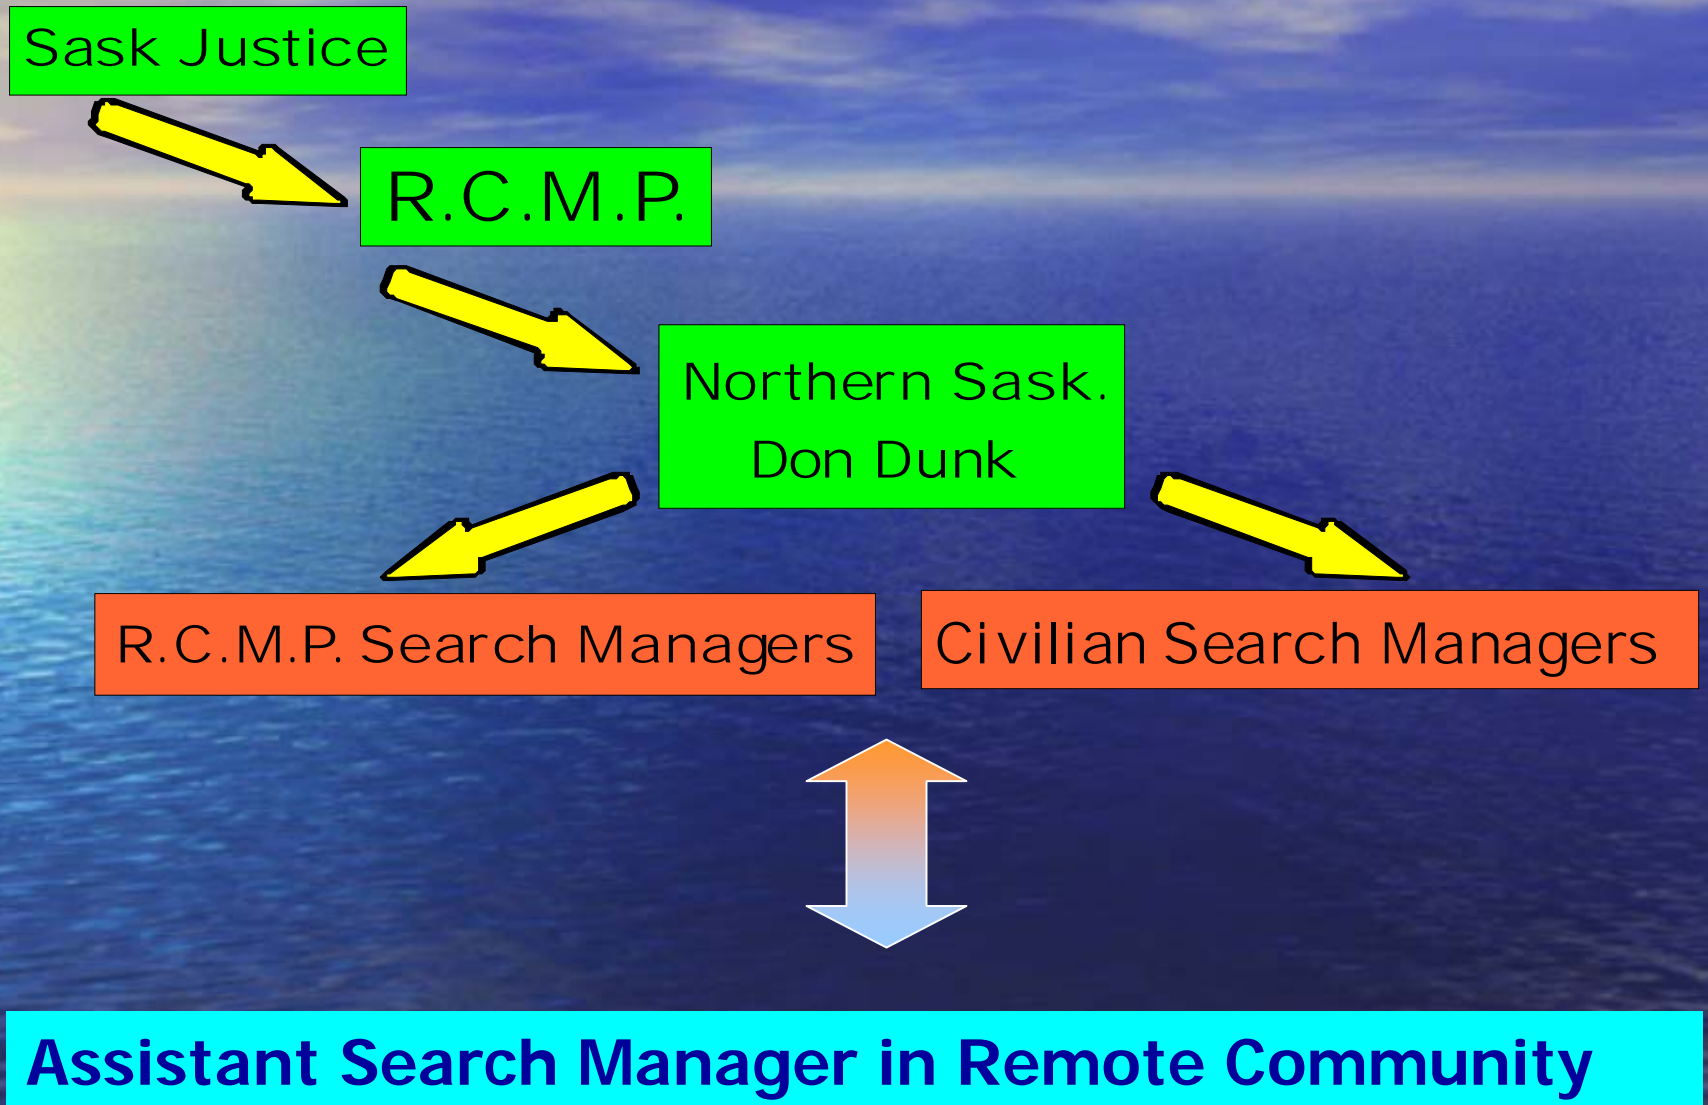 Sask Justice
R.C.M.P.
Northern Sask.
Don Dunk
R.C.M.P. Search Managers
Civilian Search Managers
Assistant Search Manager in Remote Community